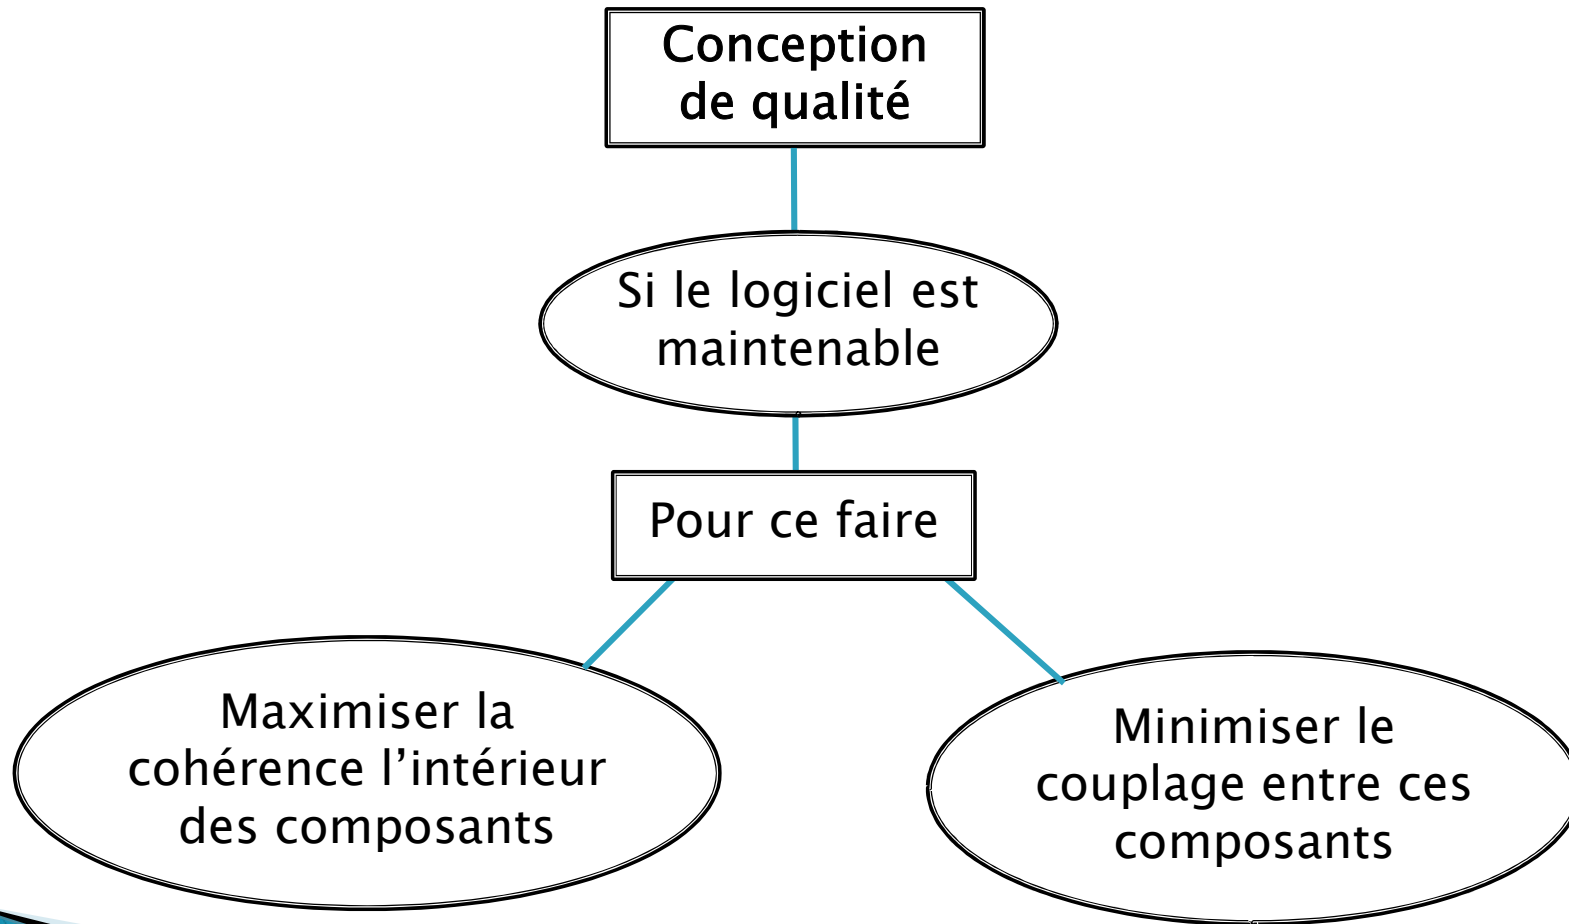 Conception
de qualité
Si le logiciel est
maintenable
Pour ce faire
Maximiser la
cohérence l’intérieur
des composants
Minimiser le
couplage entre ces
composants